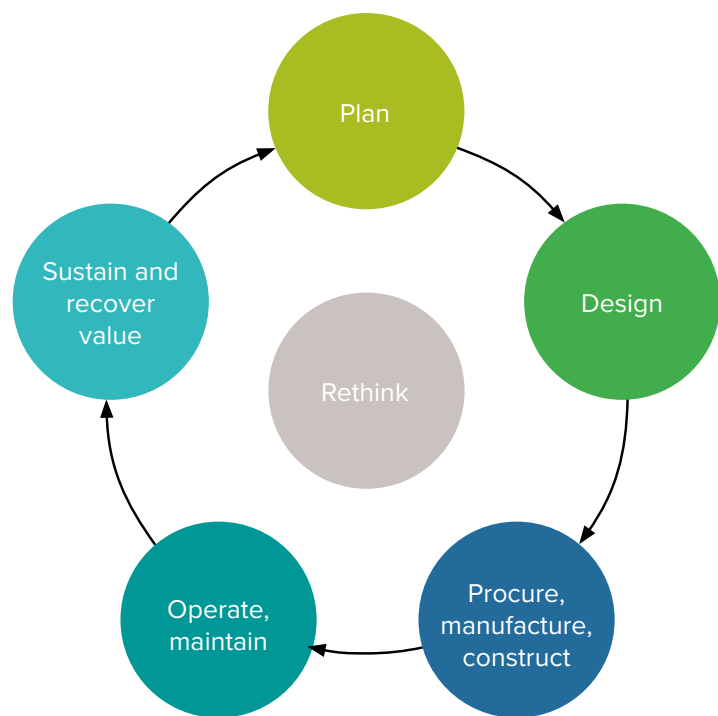 Plan
Design
Procure,
manufacture,
construct
Operate,
maintain
Sustain and
recover
value
Rethink